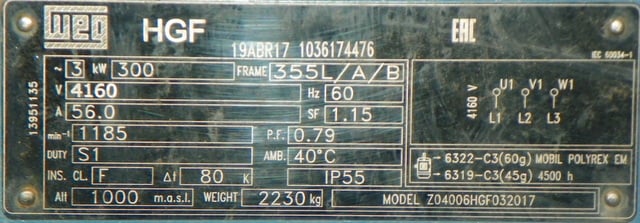 WEG HGF EAC
19ABR17 1036174476
IEC 60034-1
~ 3 kW 300 FRAME 355L/A/B
V 4160 Hz 60
A 56.0 SF 1.15
min-1 1185 P.F. 0.79
DUTY S1 AMB. 40°C
INS. CL. F Δt 80 K IP55
Alt 1000 m.a.s.l. WEIGHT 2230 kg
13951135
4160 V
U1 V1 W1
L1 L2 L3
6322-C3(60g) MOBIL POLYREX EM
6319-C3(45g) 4500 h
MODEL Z04006HGF032017